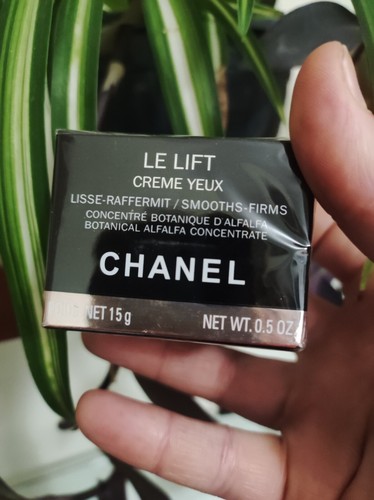 LE LIFT
CREME YEUX
LISSE-RAFFERMIT / SMOOTHS-FIRMS
CONCENTRÉ BOTANIQUE D'ALFALFA
BOTANICAL ALFALFA CONCENTRATE
CHANEL
NET 15 g NET WT. 0.5 OZ.